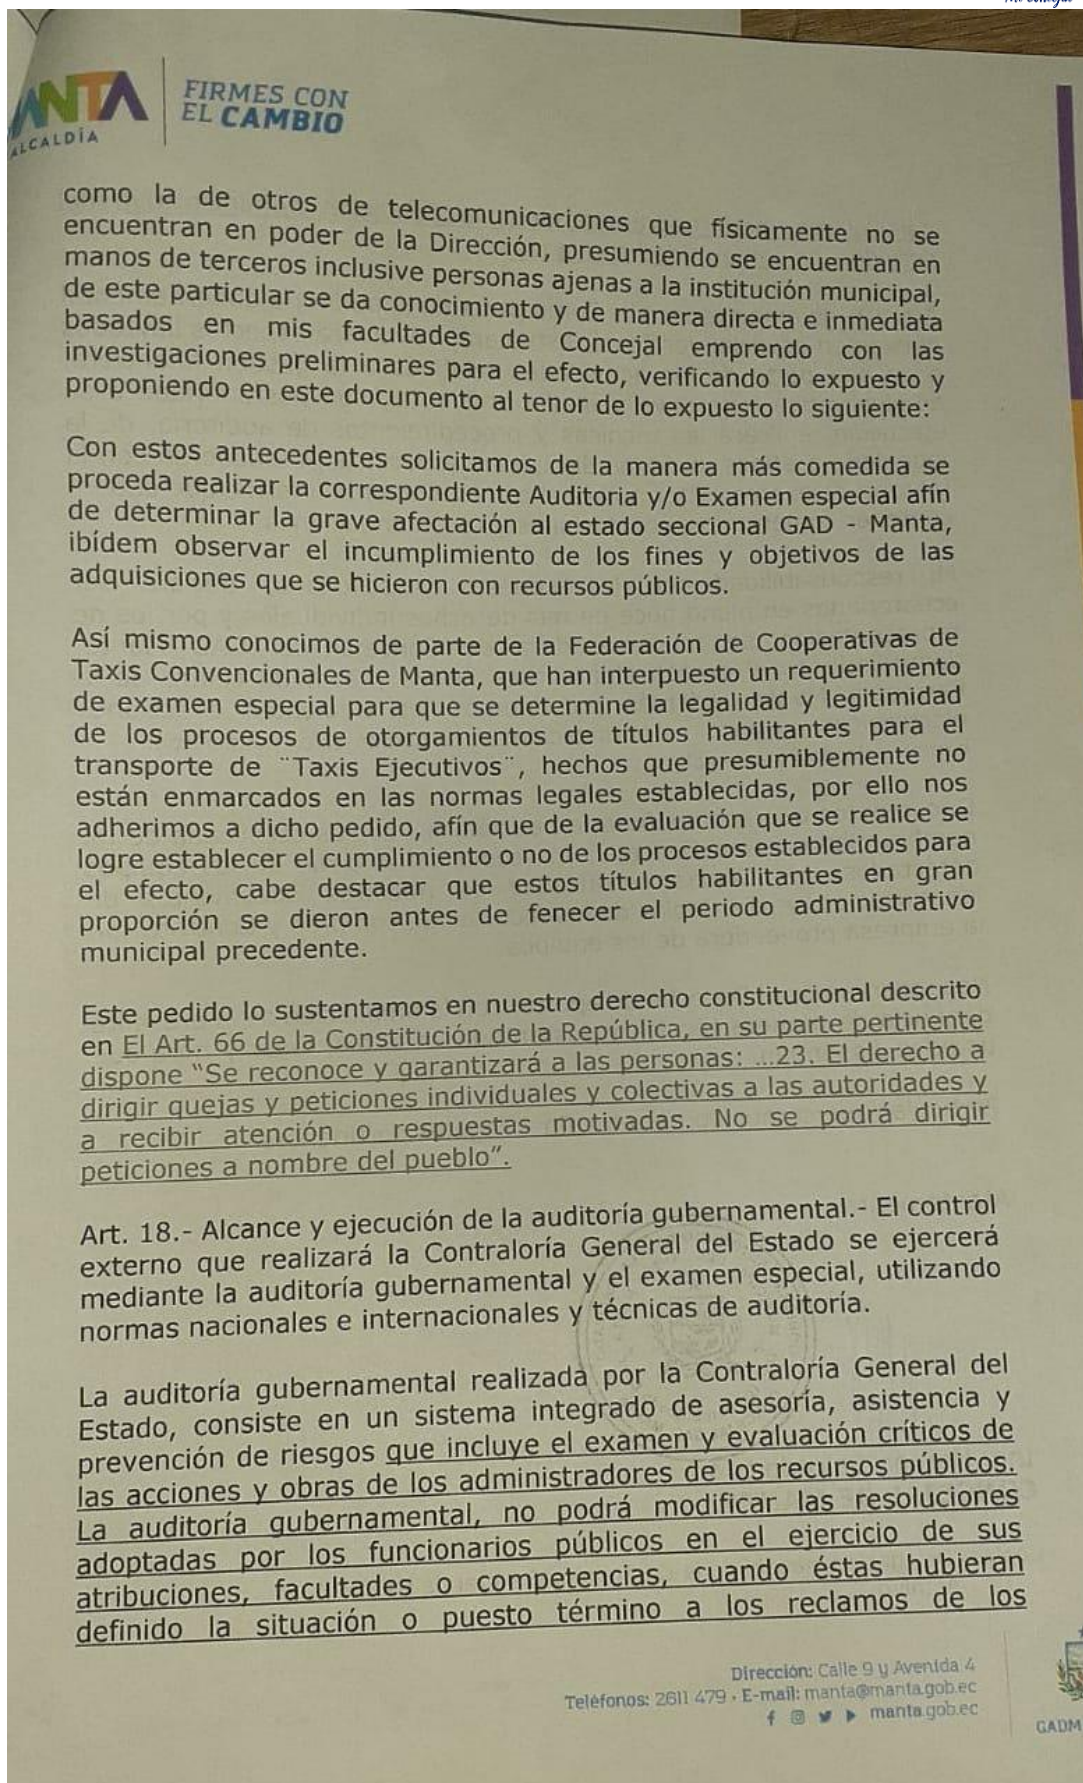 MANTA
ALCALDÍA
FIRMES CON
EL CAMBIO
como la de otros de telecomunicaciones que físicamente no se
encuentran en poder de la Dirección, presumiendo se encuentran en
manos de terceros inclusive personas ajenas a la institución municipal,
de este particular se da conocimiento y de manera directa e inmediata
basados en mis facultades de Concejal emprendo con las
investigaciones preliminares para el efecto, verificando lo expuesto y
proponiendo en este documento al tenor de lo expuesto lo siguiente:
Con estos antecedentes solicitamos de la manera más comedida se
proceda realizar la correspondiente Auditoria y/o Examen especial afín
de determinar la grave afectación al estado seccional GAD - Manta,
ibídem observar el incumplimiento de los fines y objetivos de las
adquisiciones que se hicieron con recursos públicos.
Así mismo conocimos de parte de la Federación de Cooperativas de
Taxis Convencionales de Manta, que han interpuesto un requerimiento
de examen especial para que se determine la legalidad y legitimidad
de los procesos de otorgamientos de títulos habilitantes para el
transporte de ¨Taxis Ejecutivos¨, hechos que presumiblemente no
están enmarcados en las normas legales establecidas, por ello nos
adherimos a dicho pedido, afín que de la evaluación que se realice se
logre establecer el cumplimiento o no de los procesos establecidos para
el efecto, cabe destacar que estos títulos habilitantes en gran
proporción se dieron antes de fenecer el periodo administrativo
municipal precedente.
Este pedido lo sustentamos en nuestro derecho constitucional descrito
en El Art. 66 de la Constitución de la República, en su parte pertinente
dispone “Se reconoce y garantizará a las personas: ...23. El derecho a
dirigir quejas y peticiones individuales y colectivas a las autoridades y
a recibir atención o respuestas motivadas. No se podrá dirigir
peticiones a nombre del pueblo”.
Art. 18.- Alcance y ejecución de la auditoría gubernamental.- El control
externo que realizará la Contraloría General del Estado se ejercerá
mediante la auditoría gubernamental y el examen especial, utilizando
normas nacionales e internacionales y técnicas de auditoría.
La auditoría gubernamental realizada por la Contraloría General del
Estado, consiste en un sistema integrado de asesoría, asistencia y
prevención de riesgos que incluye el examen y evaluación críticos de
las acciones y obras de los administradores de los recursos públicos.
La auditoría gubernamental, no podrá modificar las resoluciones
adoptadas por los funcionarios públicos en el ejercicio de sus
atribuciones, facultades o competencias, cuando éstas hubieran
definido la situación o puesto término a los reclamos de los
Dirección: Calle 9 y Avenida 4
Teléfonos: 2611 479 - E-mail: manta@manta.gob.ec
manta.gob.ec
GADM